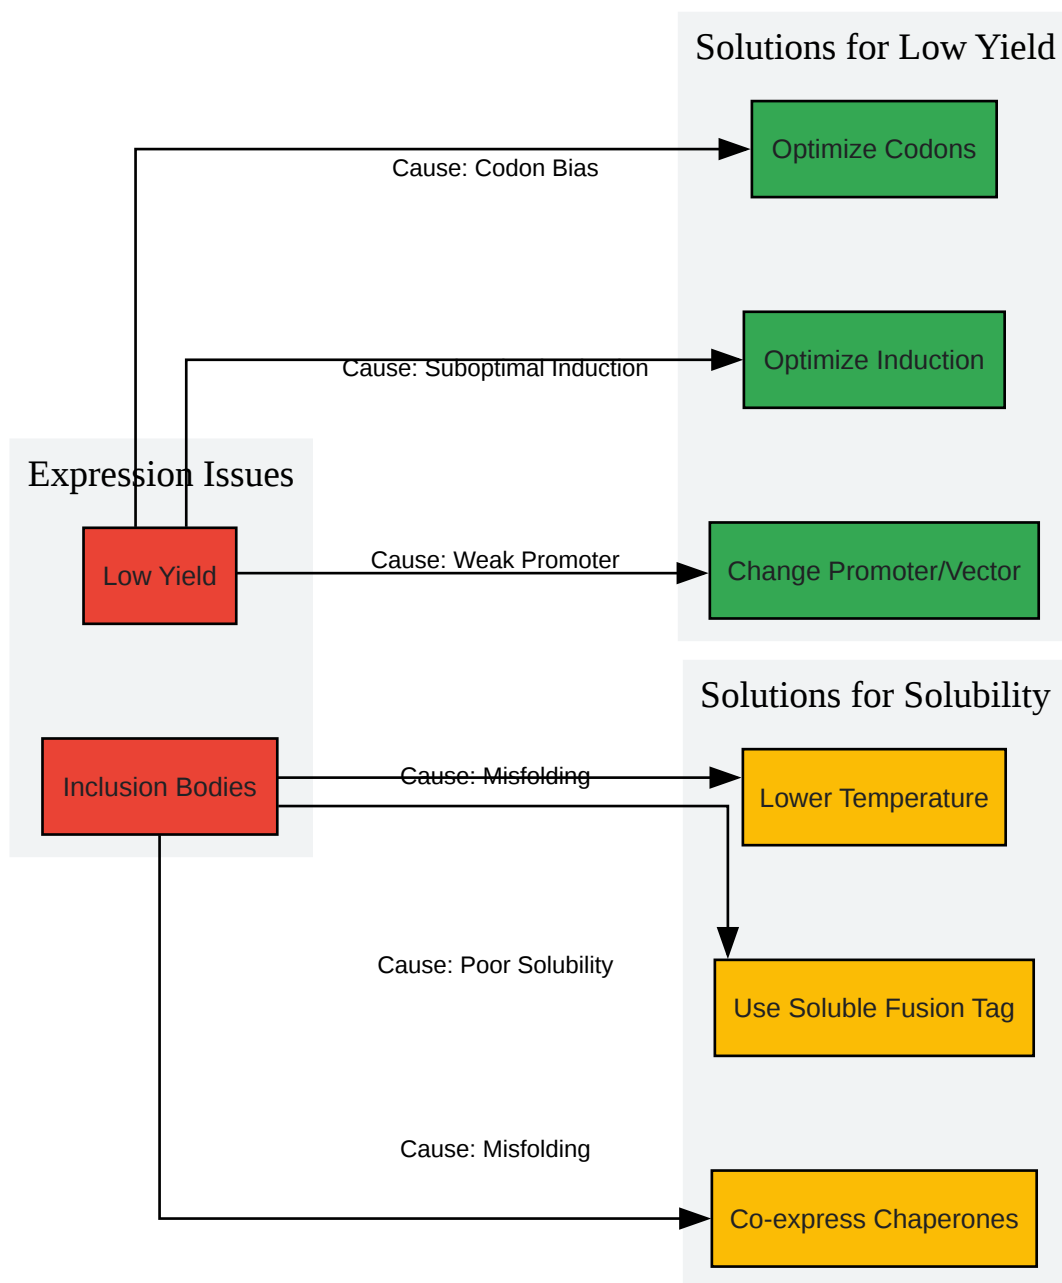 Solutions for Low Yield
Optimize Codons
Cause: Codon Bias
Optimize Induction
Cause: Suboptimal Induction
Expression Issues
Low Yield
Cause: Weak Promoter
Change Promoter/Vector
Solutions for Solubility
Inclusion Bodies
Cause: Misfolding
Lower Temperature
Cause: Poor Solubility
Use Soluble Fusion Tag
Cause: Misfolding
Co-express Chaperones